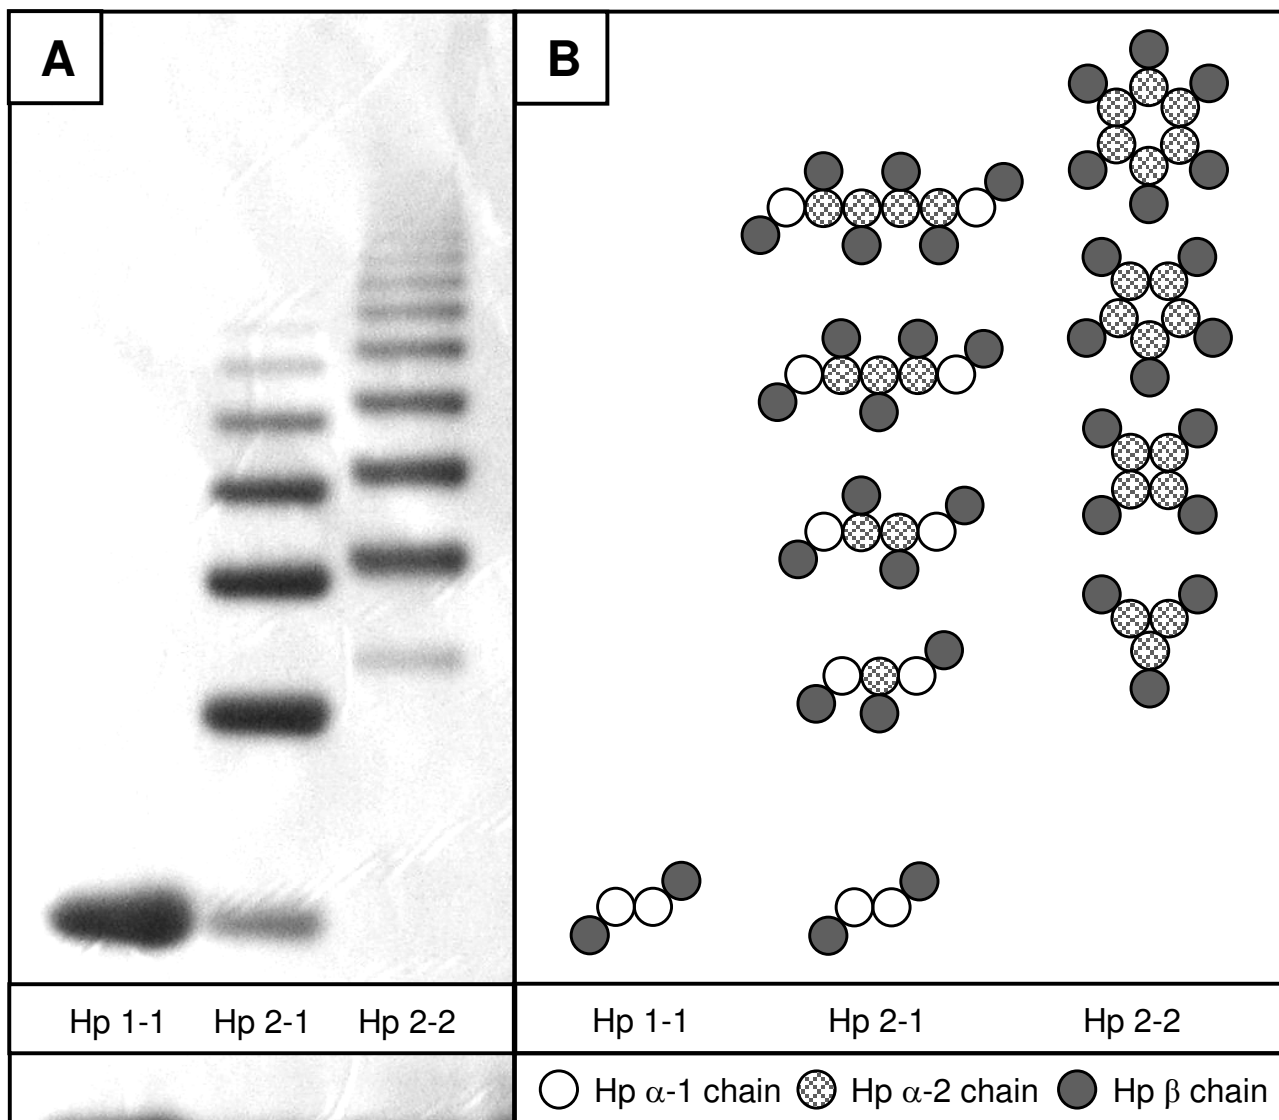 A
B
Hp 1-1 Hp 2-1 Hp 2-2
Hp 1-1 Hp 2-1 Hp 2-2
Hp α-1 chain Hp α-2 chain Hp β chain